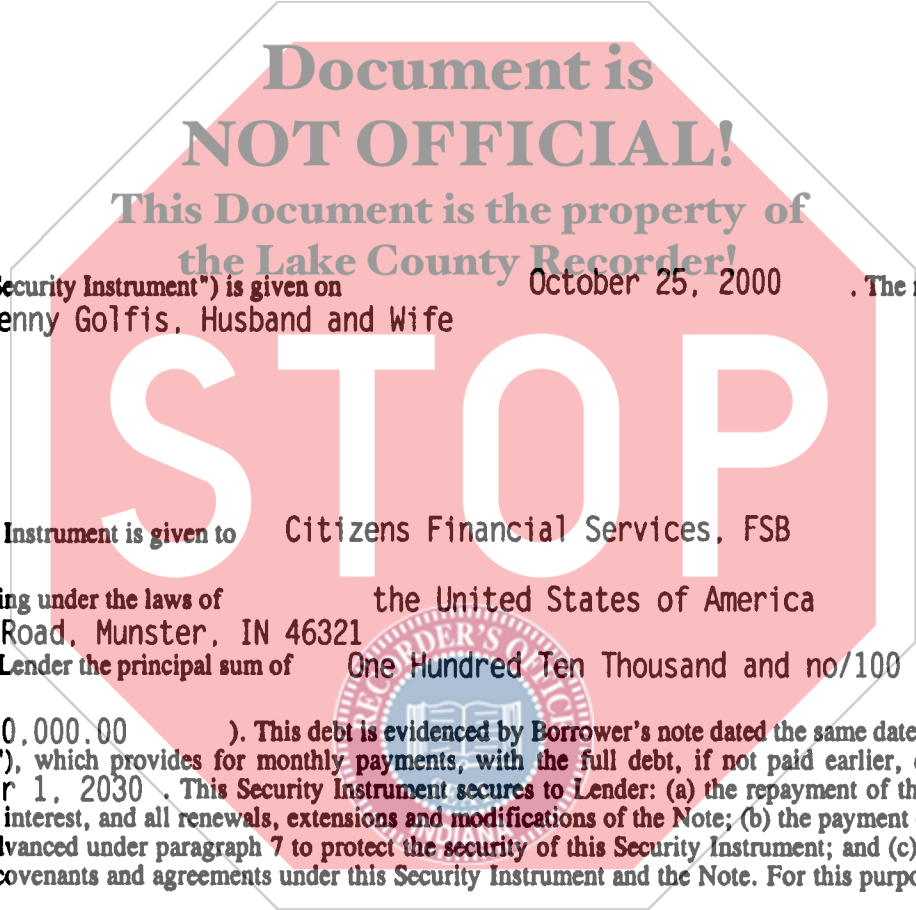 Document is
NOT OFFICIAL!
This Document is the property of
the Lake County Recorder!
ecurity Instrument") is given on October 25, 2000 . The
enny Golfis, Husband and Wife
STOP
Instrument is given to Citizens Financial Services, FSB
ing under the laws of the United States of America
Road, Munster, IN 46321
Lender the principal sum of One Hundred Ten Thousand and no/100
RECORDER'S OFFICE
0,000.00 ). This debt is evidenced by Borrower's note dated the same date
"), which provides for monthly payments, with the full debt, if not paid earlier,
r 1, 2030 . This Security Instrument secures to Lender: (a) the repayment of th
interest, and all renewals, extensions and modifications of the Note; (b) the payment
INDIANA
vanced under paragraph 7 to protect the security of this Security Instrument; and (c)
ovenants and agreements under this Security Instrument and the Note. For this purpo